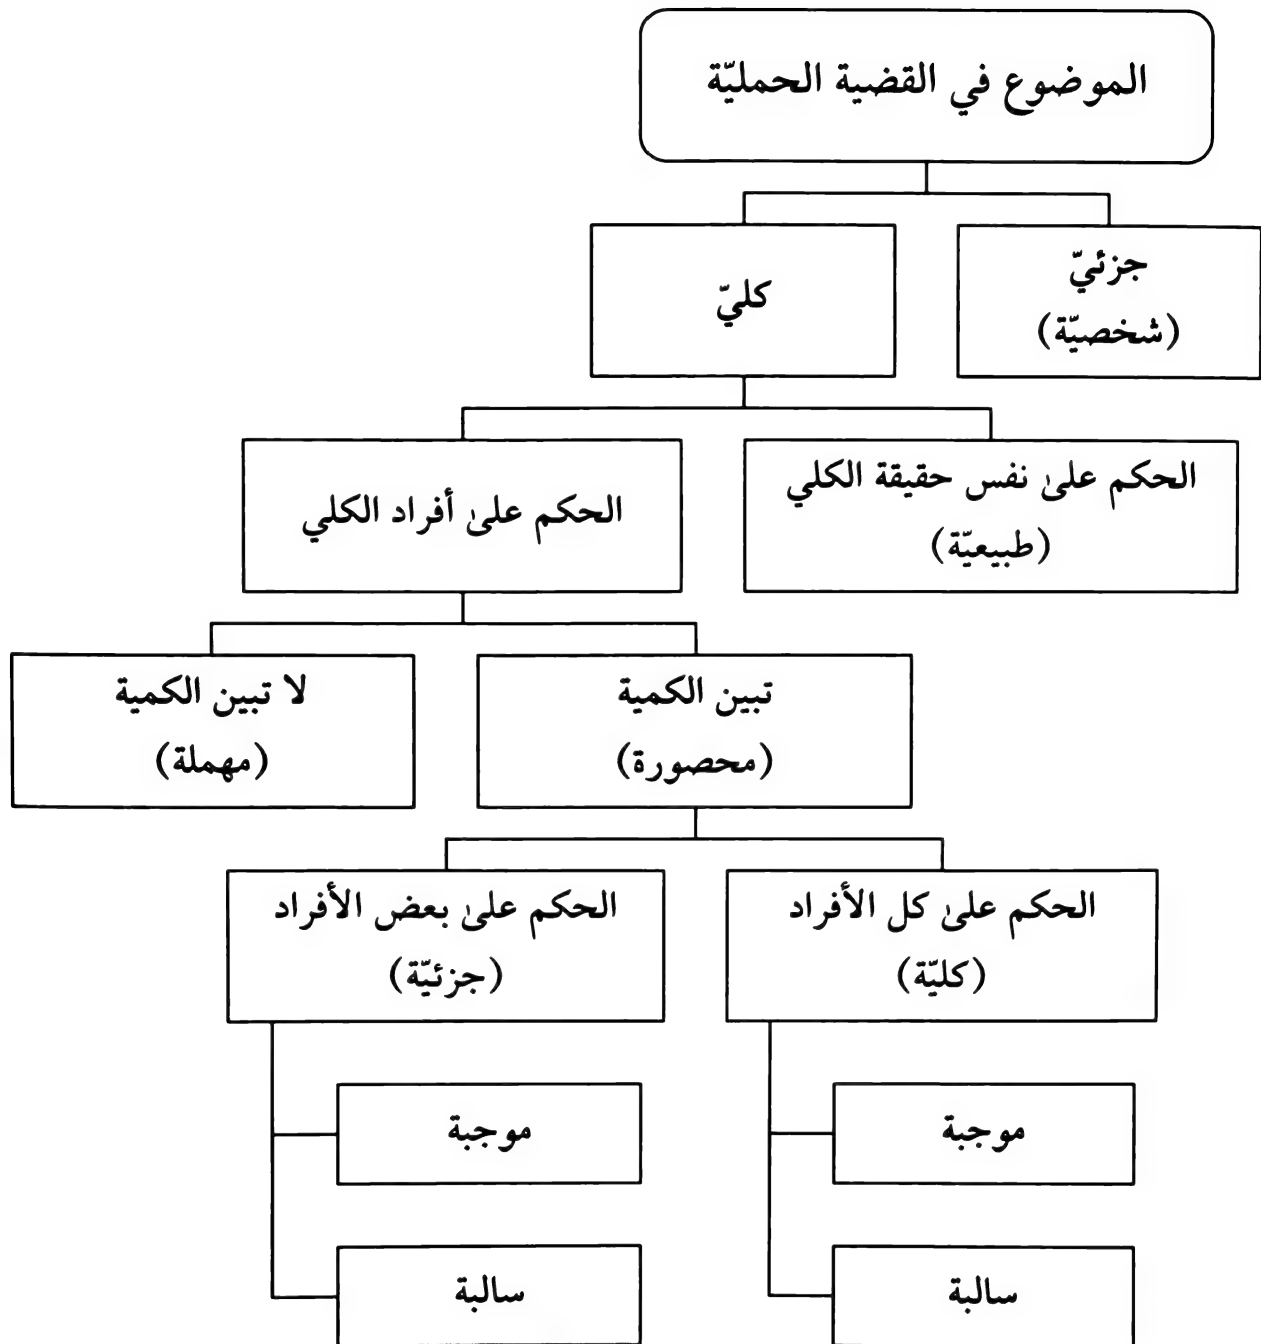 الموضوع في القضية الحمليّة
جزئيّ
(شخصيّة)
كليّ
الحكم علىٰ نفس حقيقة الكلي
(طبيعيّة)
الحكم علىٰ أفراد الكلي
تبين الكمية
(محصورة)
لا تبين الكمية
(مهملة)
الحكم علىٰ كل الأفراد
(كليّة)
الحكم علىٰ بعض الأفراد
(جزئيّة)
موجبة
موجبة
سالبة
سالبة